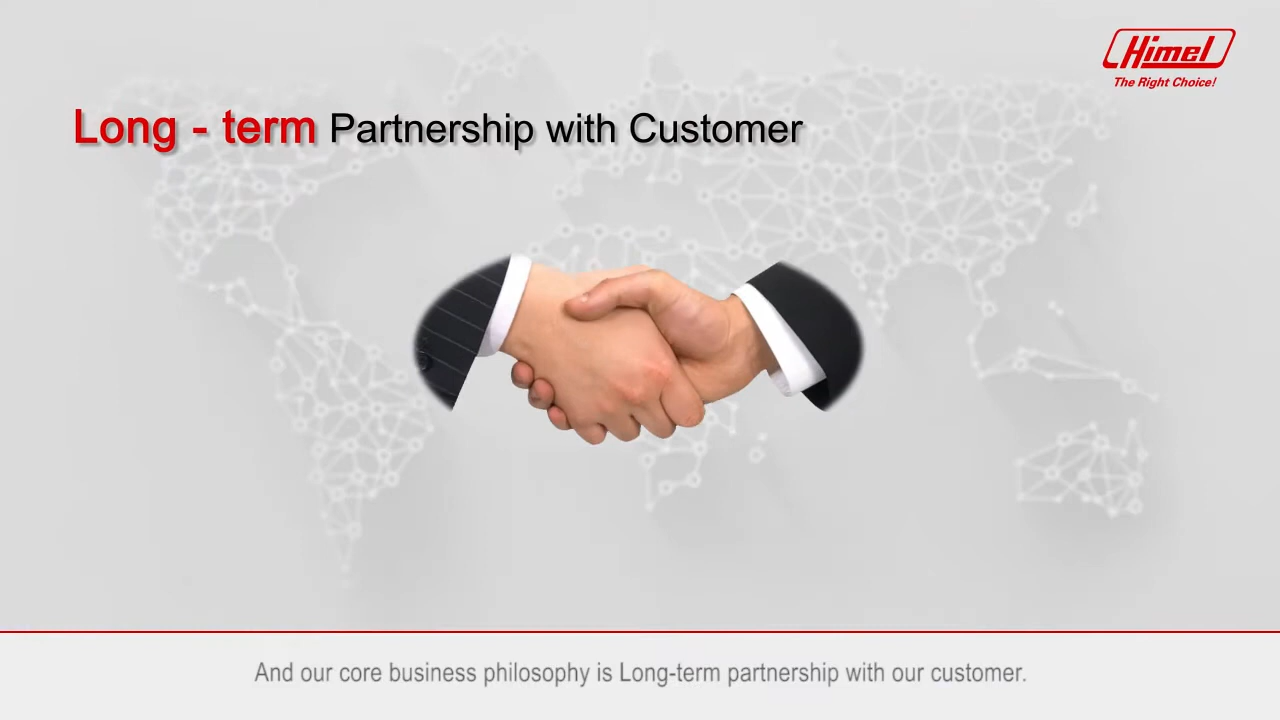 Himel
The Right Choice!
Long - term Partnership with Customer
And our core business philosophy is Long-term partnership with our customer.